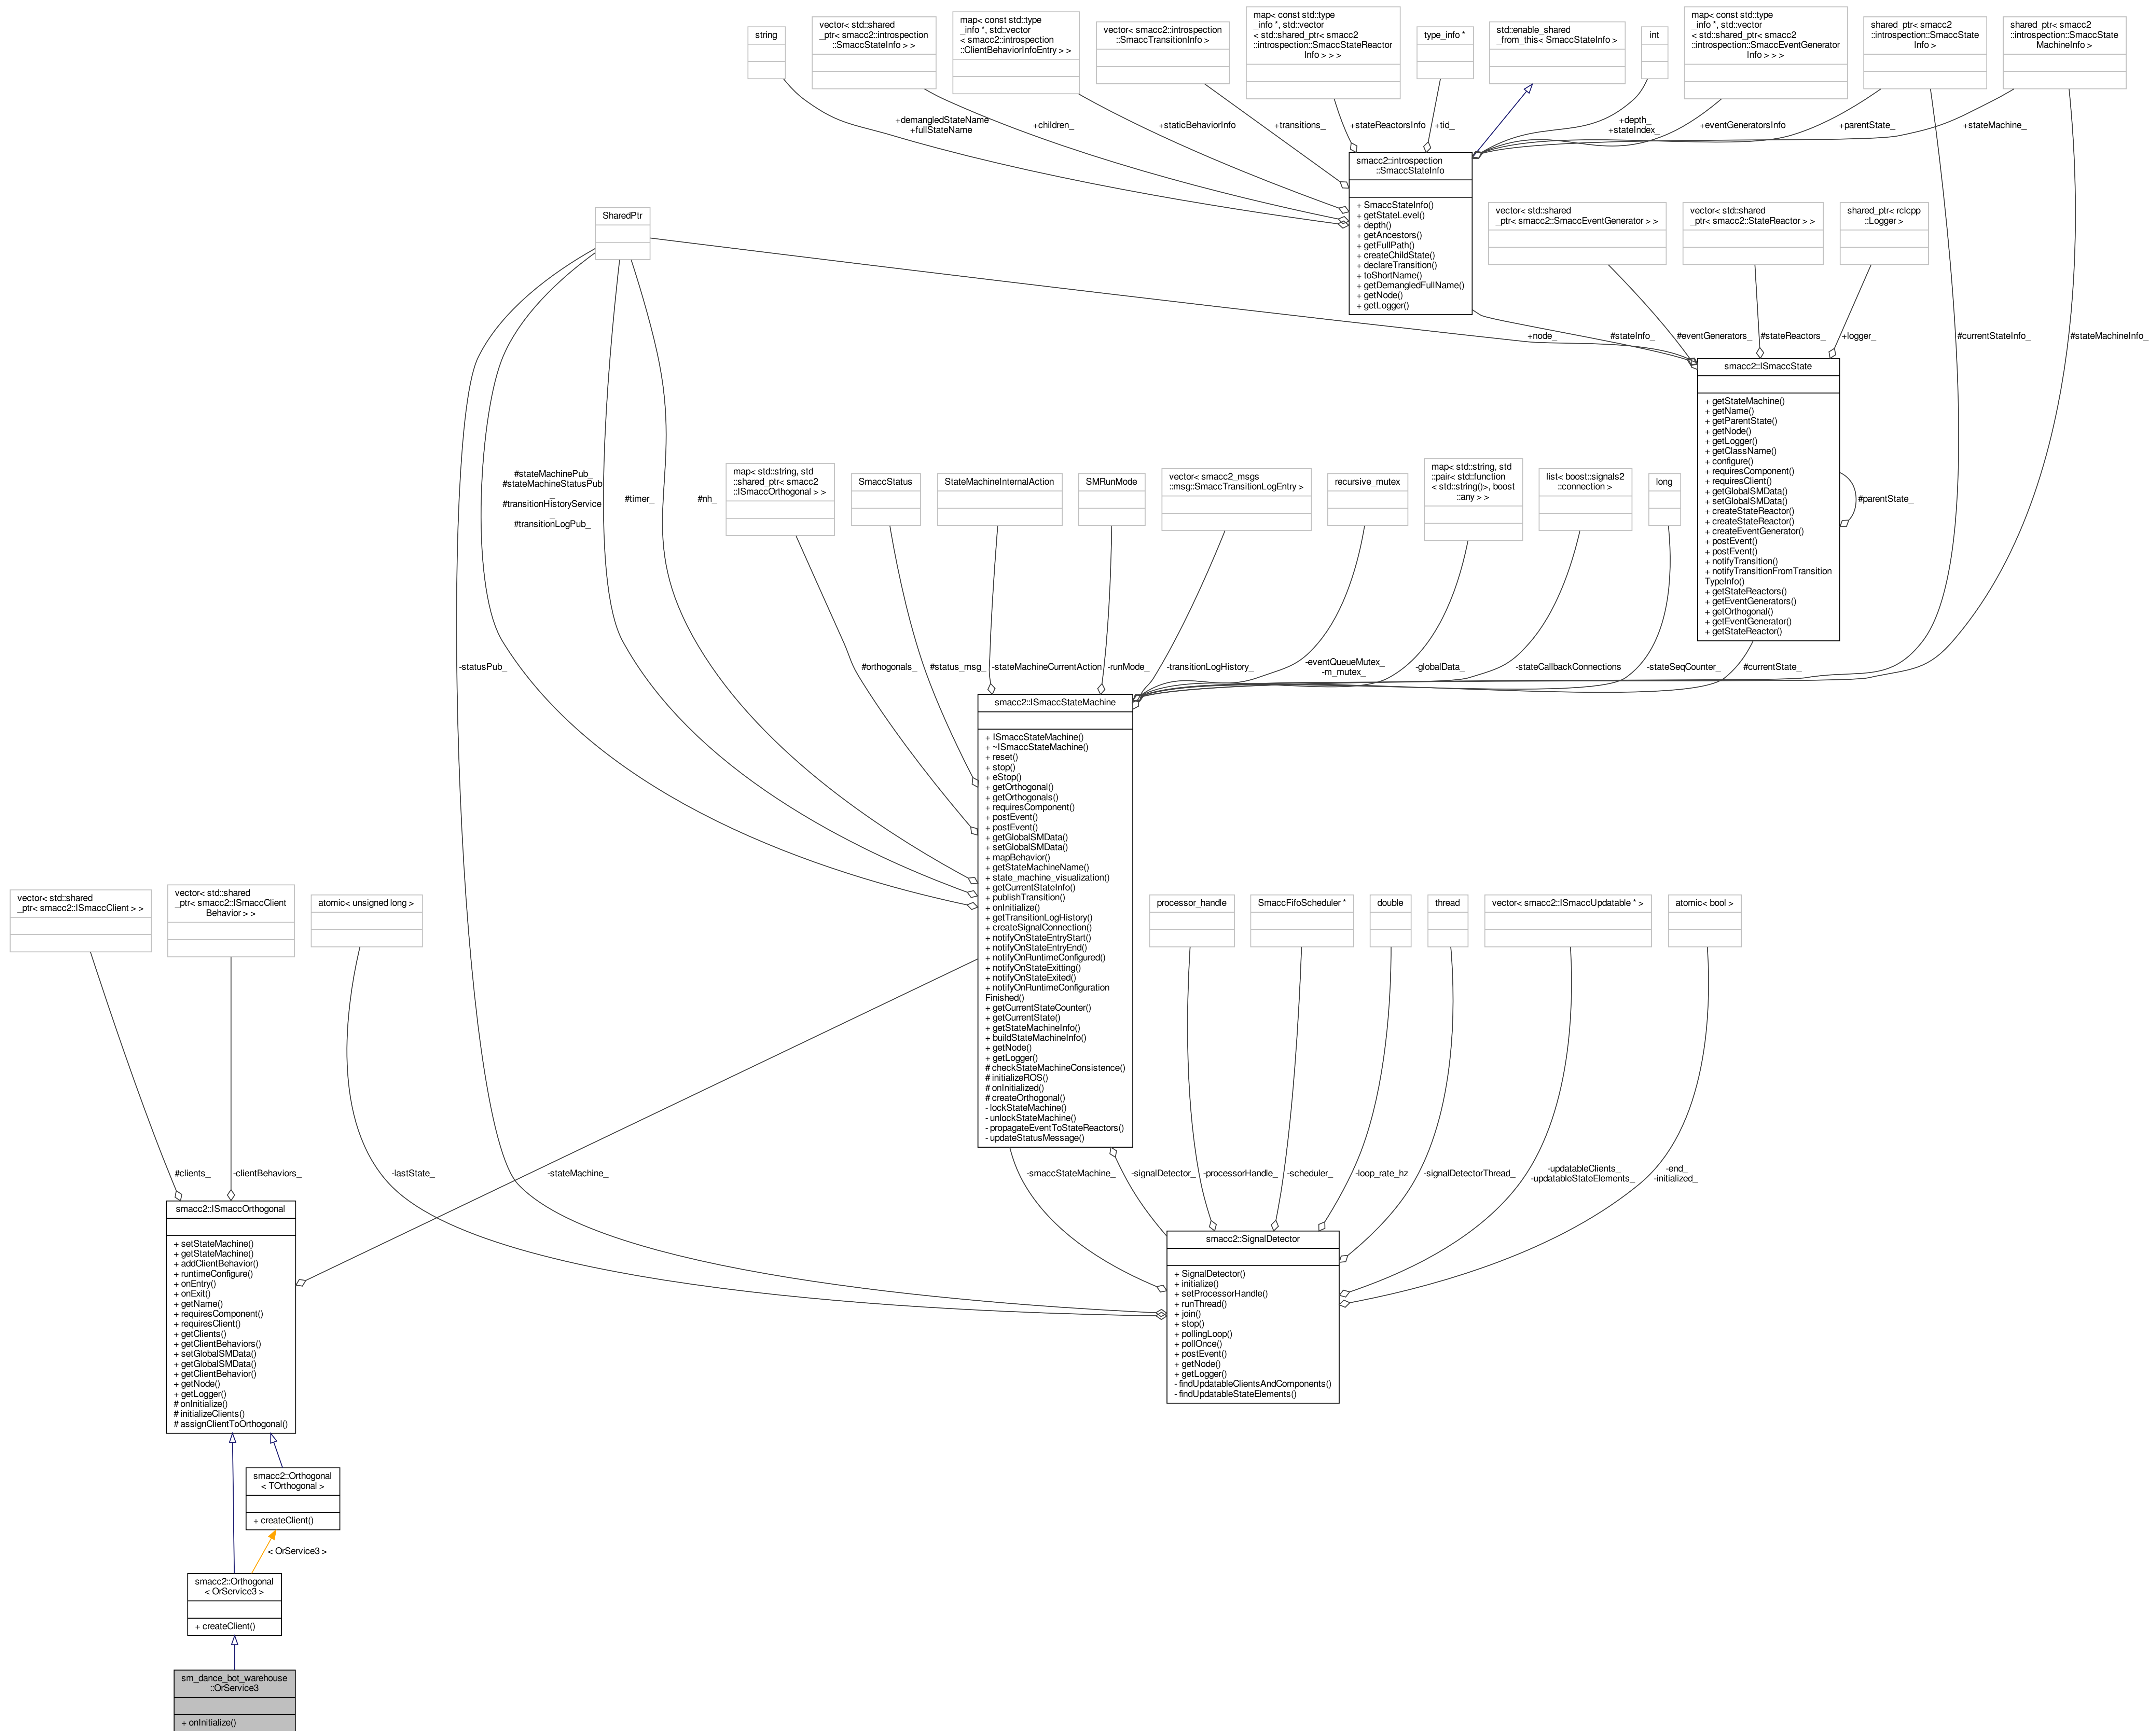 string
vector< std::shared
_ptr< smacc2::introspection
::SmaccStateInfo > >
map< const std::type
_info *, std::vector
< smacc2::introspection
::ClientBehaviorInfoEntry > >
vector< smacc2::introspection
::SmaccTransitionInfo >
map< const std::type
_info *, std::vector
< std::shared_ptr< smacc2
::introspection::SmaccStateReactor
Info > > >
type_info *
std::enable_shared
_from_this< SmaccStateInfo >
int
map< const std::type
_info *, std::vector
< std::shared_ptr< smacc2
::introspection::SmaccEventGenerator
Info > > >
shared_ptr< smacc2
::introspection::SmaccState
Info >
shared_ptr< smacc2
::introspection::SmaccState
MachineInfo >
+demangledStateName
+fullStateName
+children_
+staticBehaviorInfo
+transitions_
+stateReactorsInfo
+tid_
+depth_
+stateIndex_
+eventGeneratorsInfo
+parentState_
+stateMachine_
smacc2::introspection
::SmaccStateInfo
+ SmaccStateInfo()
+ getStateLevel()
+ depth()
+ getAncestors()
+ getFullPath()
+ createChildState()
+ declareTransition()
+ toShortName()
+ getDemangledFullName()
+ getNode()
+ getLogger()
SharedPtr
vector< std::shared
_ptr< smacc2::SmaccEventGenerator > >
vector< std::shared
_ptr< smacc2::StateReactor > >
shared_ptr< rclcpp
::Logger >
+node_
#stateInfo_
#eventGenerators_
#stateReactors_
+logger_
#currentStateInfo_
#stateMachineInfo_
smacc2::ISmaccState
+ getStateMachine()
+ getName()
+ getParentState()
+ getNode()
+ getLogger()
+ getClassName()
+ configure()
+ requiresComponent()
+ requiresClient()
+ getGlobalSMData()
+ setGlobalSMData()
+ createStateReactor()
+ createStateReactor()
+ createEventGenerator()
+ postEvent()
+ postEvent()
+ notifyTransition()
+ notifyTransitionFromTransition
TypeInfo()
+ getStateReactors()
+ getEventGenerators()
+ getOrthogonal()
+ getEventGenerator()
+ getStateReactor()
#parentState_
#stateMachinePub_
#stateMachineStatusPub
_
#transitionHistoryService
_
#transitionLogPub_
#timer_
#nh_
map< std::string, std
::shared_ptr< smacc2
::ISmaccOrthogonal > >
SmaccStatus
StateMachineInternalAction
SMRunMode
vector< smacc2_msgs
::msg::SmaccTransitionLogEntry >
recursive_mutex
map< std::string, std
::pair< std::function
< std::string()>, boost
::any > >
list< boost::signals2
::connection >
long
-statusPub_
#orthogonals_
#status_msg_
-stateMachineCurrentAction
-runMode_
-transitionLogHistory_
-eventQueueMutex_
-m_mutex_
-globalData_
-stateCallbackConnections
-stateSeqCounter_
#currentState_
smacc2::ISmaccStateMachine
+ ISmaccStateMachine()
+ ~ISmaccStateMachine()
+ reset()
+ stop()
+ eStop()
+ getOrthogonal()
+ getOrthogonals()
+ requiresComponent()
+ postEvent()
+ postEvent()
+ getGlobalSMData()
+ setGlobalSMData()
+ mapBehavior()
+ getStateMachineName()
+ state_machine_visualization()
+ getCurrentStateInfo()
+ publishTransition()
+ onInitialize()
+ getTransitionLogHistory()
+ createSignalConnection()
+ notifyOnStateEntryStart()
+ notifyOnStateEntryEnd()
+ notifyOnRuntimeConfigured()
+ notifyOnStateExitting()
+ notifyOnStateExited()
+ notifyOnRuntimeConfiguration
Finished()
+ getCurrentStateCounter()
+ getCurrentState()
+ getStateMachineInfo()
+ buildStateMachineInfo()
+ getNode()
+ getLogger()
# checkStateMachineConsistence()
# initializeROS()
# onInitialized()
# createOrthogonal()
- lockStateMachine()
- unlockStateMachine()
- propagateEventToStateReactors()
- updateStatusMessage()
vector< std::shared
_ptr< smacc2::ISmaccClient > >
vector< std::shared
_ptr< smacc2::ISmaccClient
Behavior > >
atomic< unsigned long >
processor_handle
SmaccFifoScheduler *
double
thread
vector< smacc2::ISmaccUpdatable * >
atomic< bool >
#clients_
-clientBehaviors_
-lastState_
-stateMachine_
-smaccStateMachine_
-signalDetector_
-processorHandle_
-scheduler_
-loop_rate_hz
-signalDetectorThread_
-updatableClients_
-updatableStateElements_
-end_
-initialized_
smacc2::ISmaccOrthogonal
+ setStateMachine()
+ getStateMachine()
+ addClientBehavior()
+ runtimeConfigure()
+ onEntry()
+ onExit()
+ getName()
+ requiresComponent()
+ requiresClient()
+ getClients()
+ getClientBehaviors()
+ setGlobalSMData()
+ getGlobalSMData()
+ getClientBehavior()
+ getNode()
+ getLogger()
# onInitialize()
# initializeClients()
# assignClientToOrthogonal()
smacc2::SignalDetector
+ SignalDetector()
+ initialize()
+ setProcessorHandle()
+ runThread()
+ join()
+ stop()
+ pollingLoop()
+ pollOnce()
+ postEvent()
+ getNode()
+ getLogger()
- findUpdatableClientsAndComponents()
- findUpdatableStateElements()
smacc2::Orthogonal
< TOrthogonal >
+ createClient()
< OrService3 >
smacc2::Orthogonal
< OrService3 >
+ createClient()
sm_dance_bot_warehouse
::OrService3
+ onInitialize()